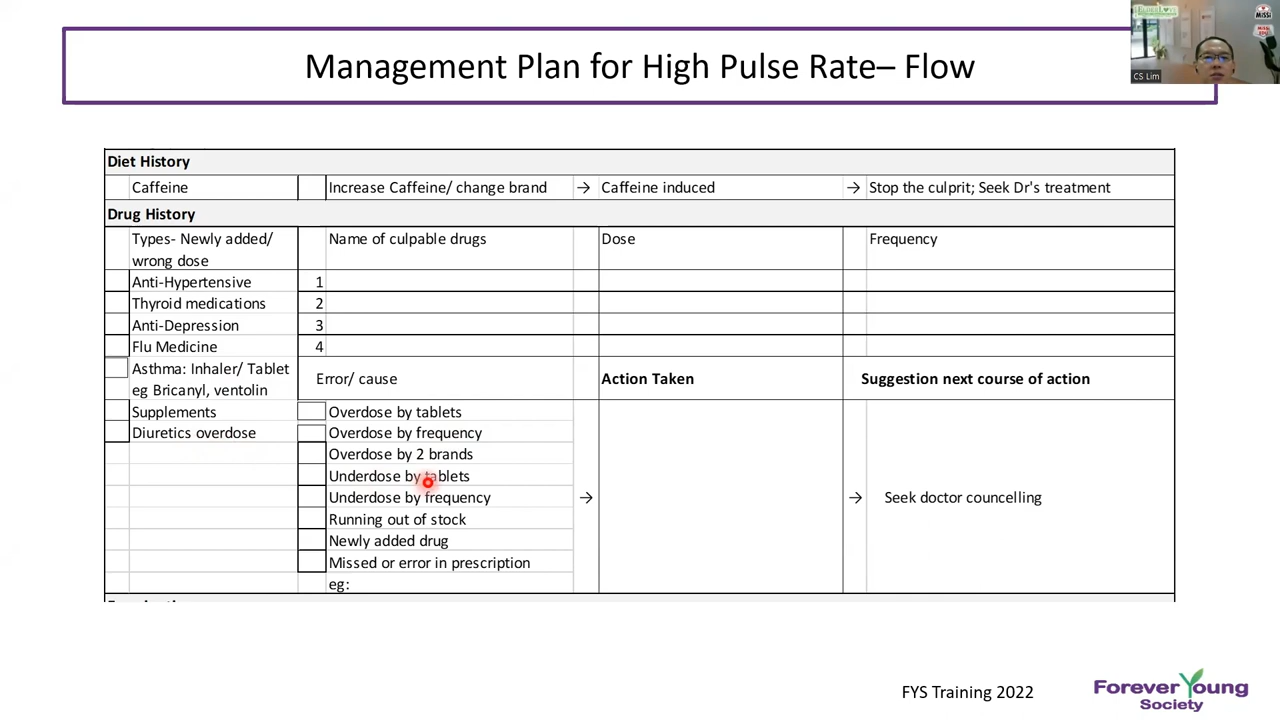 Management Plan for High Pulse Rate– Flow
CS Lim
MiSSi
Diet History
Caffeine
Increase Caffeine/ change brand
→
Caffeine induced
→
Stop the culprit; Seek Dr's treatment
Drug History
Types- Newly added/
wrong dose
Name of culpable drugs
Dose
Frequency
Anti-Hypertensive
1
Thyroid medications
2
Anti-Depression
3
Flu Medicine
4
Asthma: Inhaler/ Tablet
eg Bricanyl, ventolin
Error/ cause
Action Taken
Suggestion next course of action
Supplements
Overdose by tablets
Diuretics overdose
Overdose by frequency
Overdose by 2 brands
Underdose by tablets
Underdose by frequency
→
→
Seek doctor councelling
Running out of stock
Newly added drug
Missed or error in prescription
eg:
FYS Training 2022
Forever Young
Society